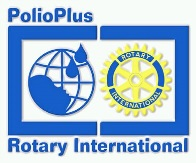 PolioPlus
ROTARY
INTERNATIONAL
Rotary International